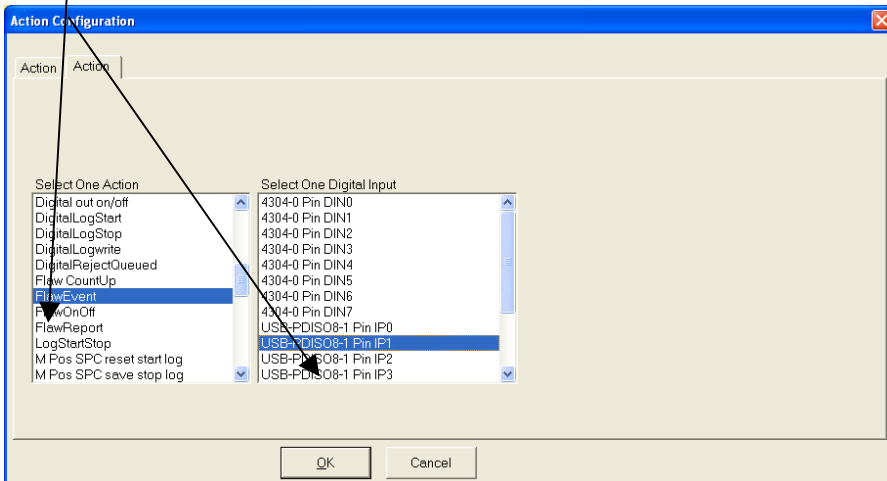 Action Configuration
Action Action
Select One Action
Digital out on/off
DigitalLogStart
DigitalLogStop
DigitalLogwrite
DigitalRejectQueued
Flaw CountUp
FlawEvent
FlawOnOff
FlawReport
LogStartStop
M Pos SPC reset start log
M Pos SPC save stop log
Select One Digital Input
4304-0 Pin DIN0
4304-0 Pin DIN1
4304-0 Pin DIN2
4304-0 Pin DIN3
4304-0 Pin DIN4
4304-0 Pin DIN5
4304-0 Pin DIN6
4304-0 Pin DIN7
USB-PDISO8-1 Pin IP0
USB-PDISO8-1 Pin IP1
USB-PDISO8-1 Pin IP2
USB-PDISO8-1 Pin IP3
OK Cancel